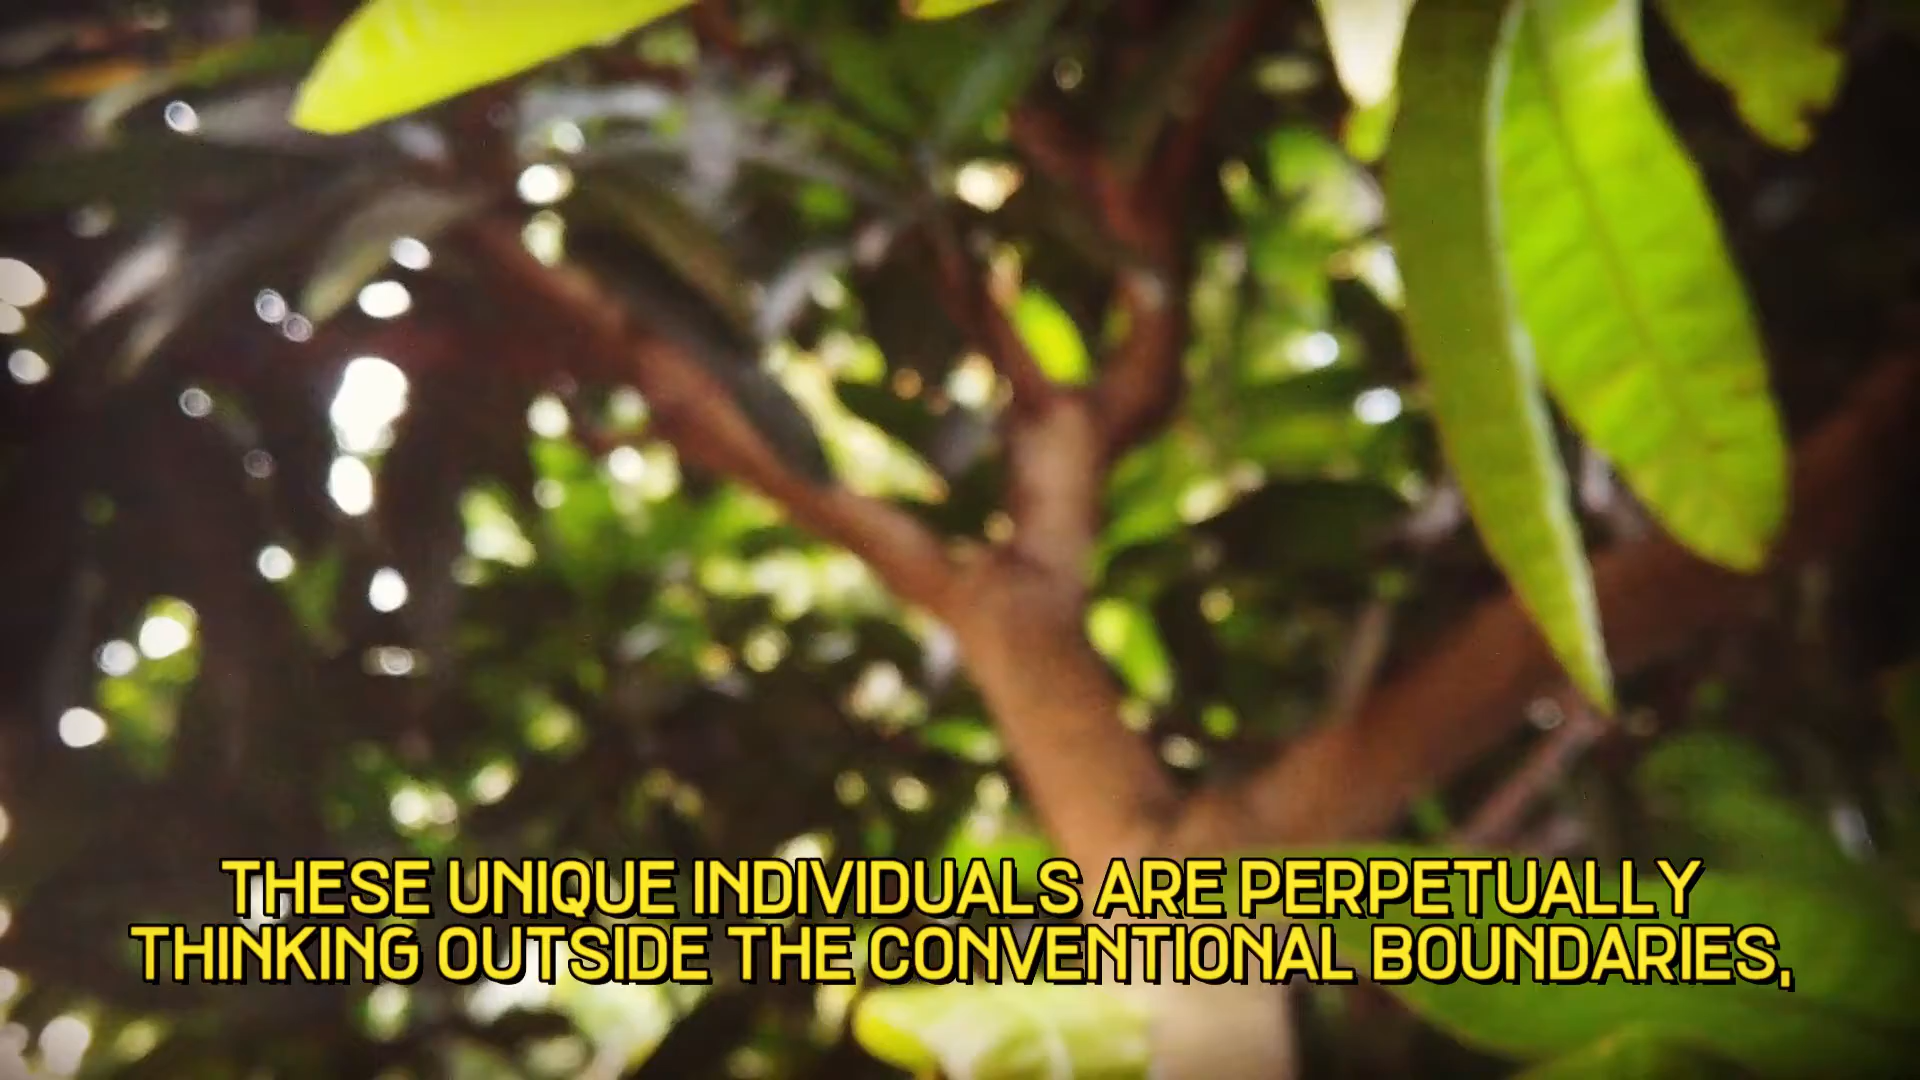 THESE UNIQUE INDIVIDUALS ARE PERPETUALLY
THINKING OUTSIDE THE CONVENTIONAL BOUNDARIES,